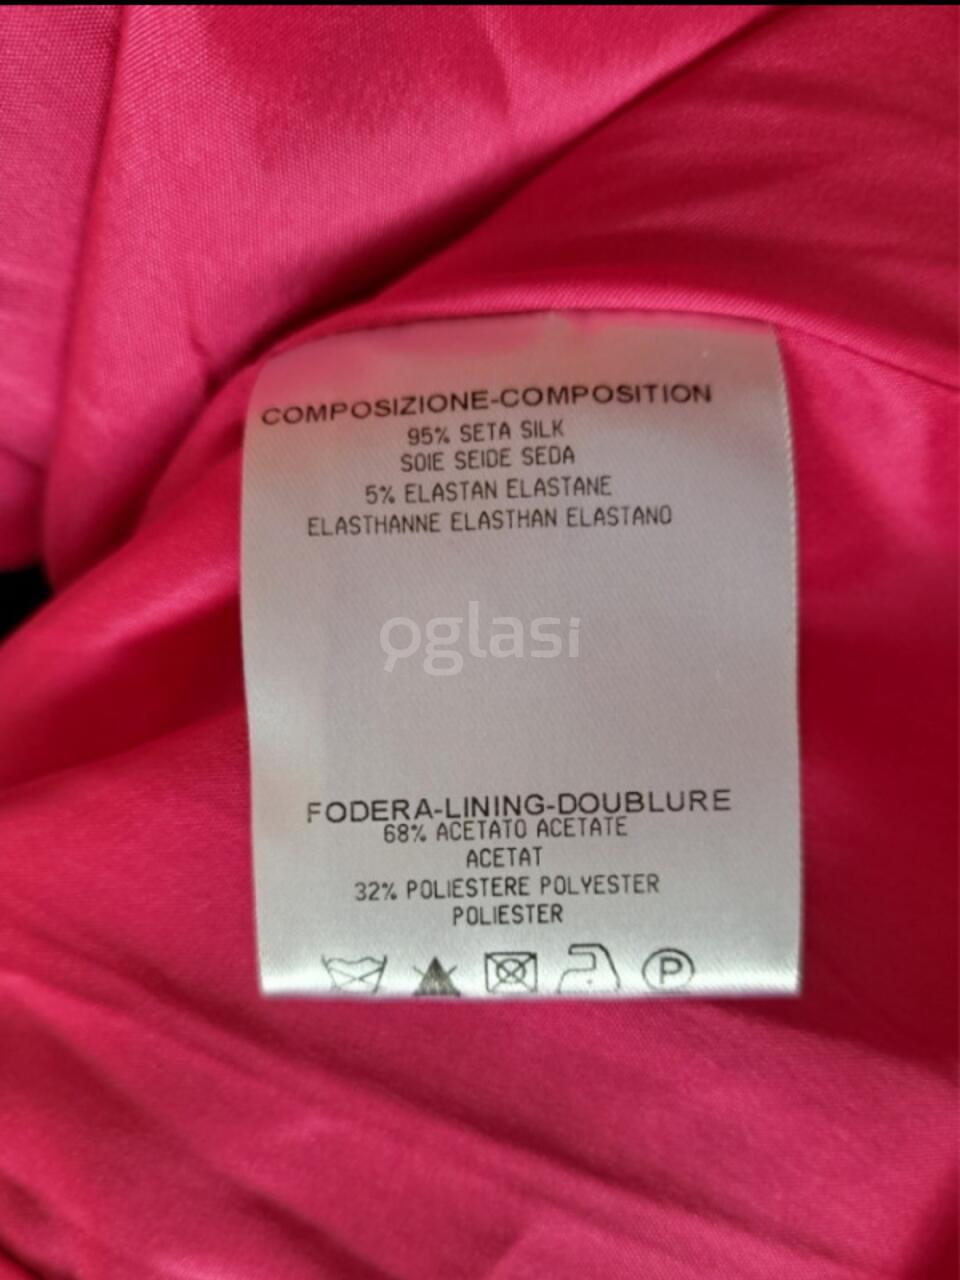 COMPOSIZIONE-COMPOSITION
95% SETA SILK
SOIE SEIDE SEDA
5% ELASTAN ELASTANE
ELASTHANNE ELASTHAN ELASTANO
oglasi
FODERA-LINING-DOUBLURE
68% ACETATO ACETATE
ACETAT
32% POLIESTERE POLYESTER
POLIESTER
P